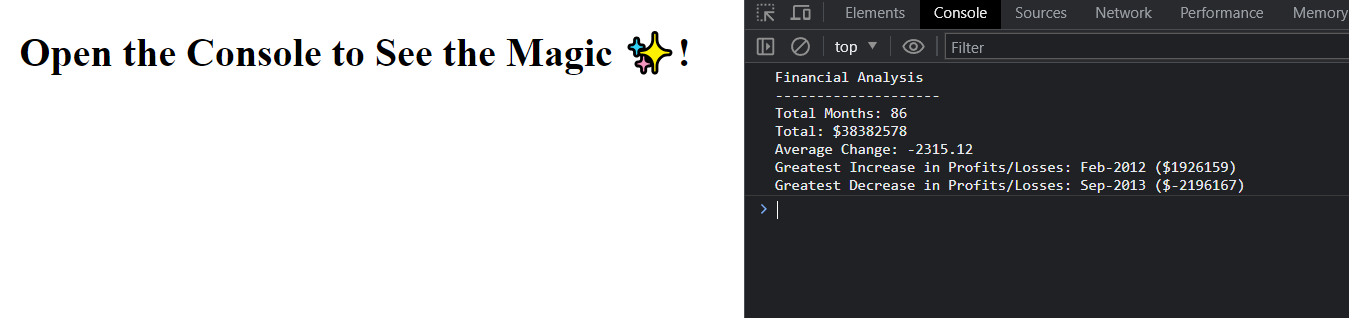 Open the Console to See the Magic ✨!
Elements Console Sources Network Performance Memory
top ▼ Filter
Financial Analysis
--------------------
Total Months: 86
Total: $38382578
Average Change: -2315.12
Greatest Increase in Profits/Losses: Feb-2012 ($1926159)
Greatest Decrease in Profits/Losses: Sep-2013 ($-2196167)
>